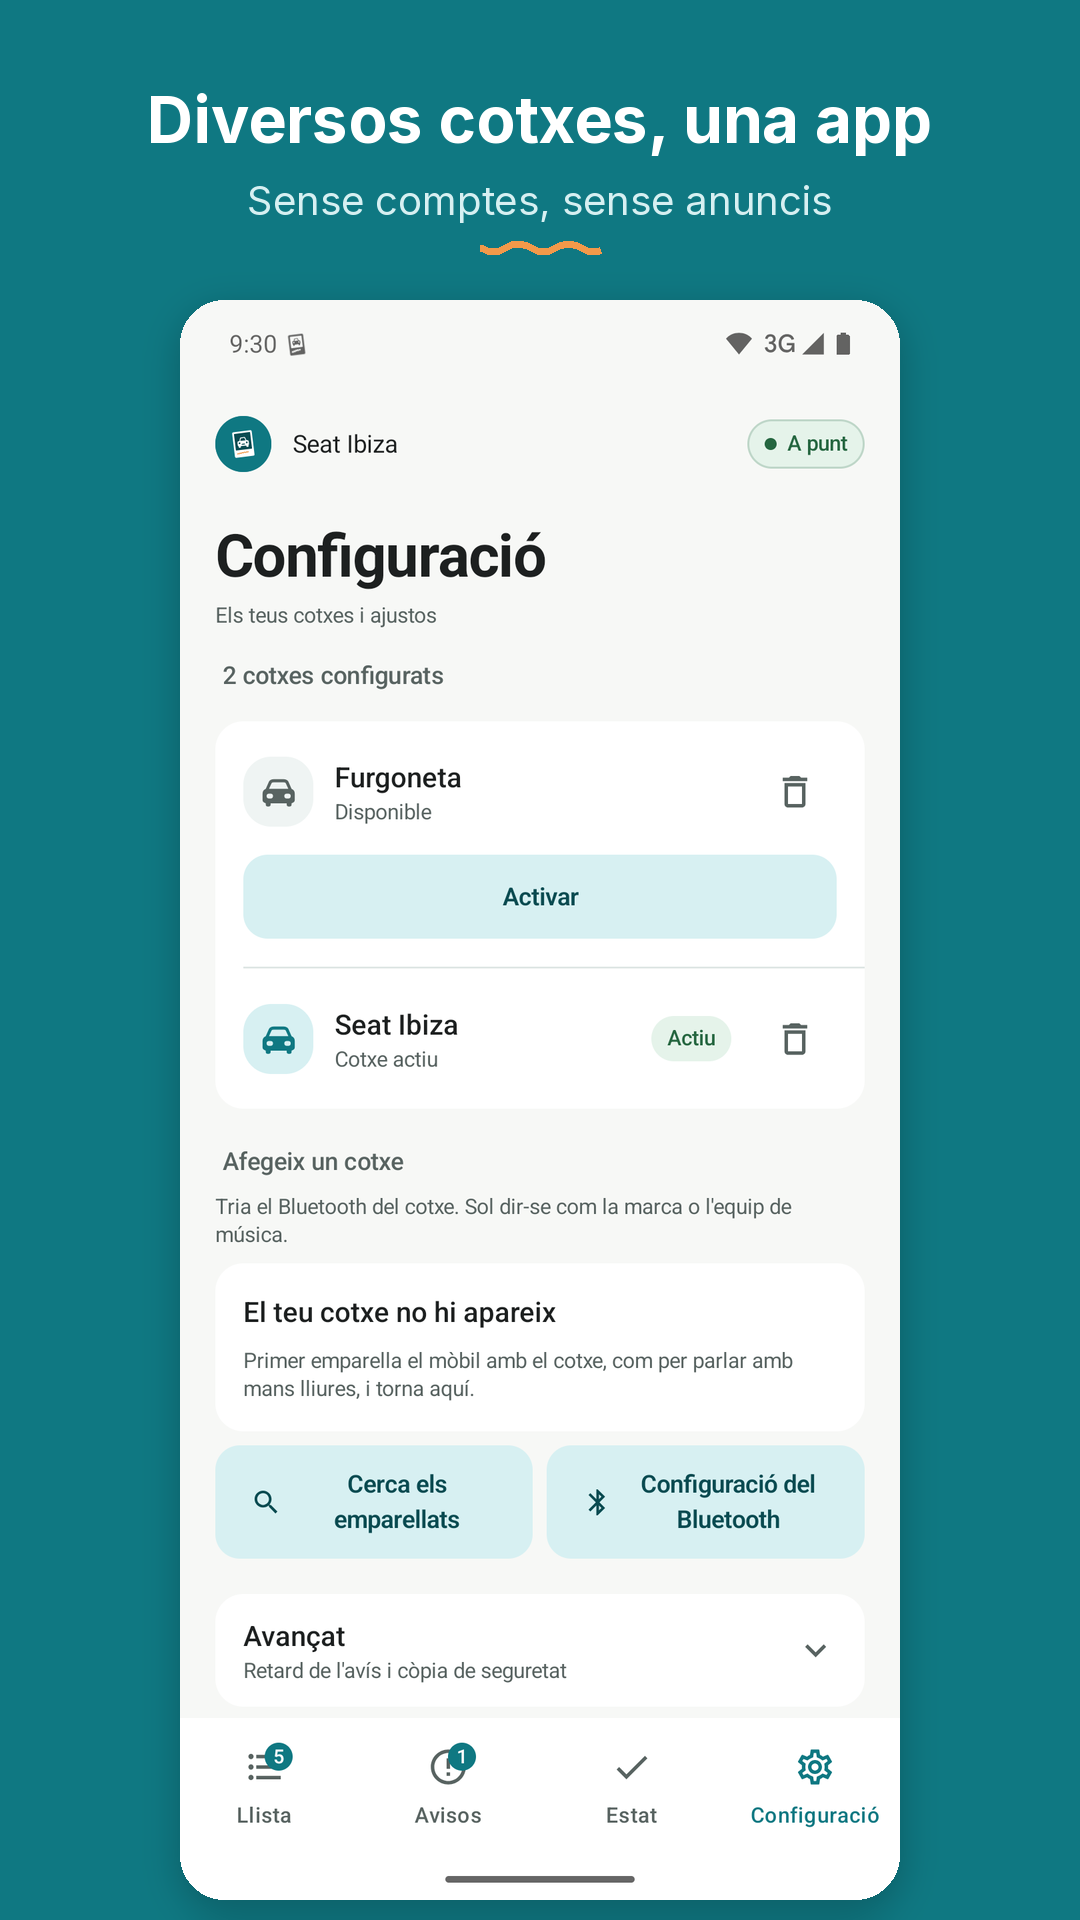 Diversos cotxes, una app
Sense comptes, sense anuncis
9:30
3G
Seat Ibiza
A punt
Configuració
Els teus cotxes i ajustos
2 cotxes configurats
Furgoneta
Disponible
Activar
Seat Ibiza
Cotxe actiu
Actiu
Afegeix un cotxe
Tria el Bluetooth del cotxe. Sol dir-se com la marca o l'equip de
música.
El teu cotxe no hi apareix
Primer emparella el mòbil amb el cotxe, com per parlar amb
mans lliures, i torna aquí.
Cerca els
emparellats
Configuració del
Bluetooth
Avançat
Retard de l'avís i còpia de seguretat
5
1
Llista
Avisos
Estat
Configuració